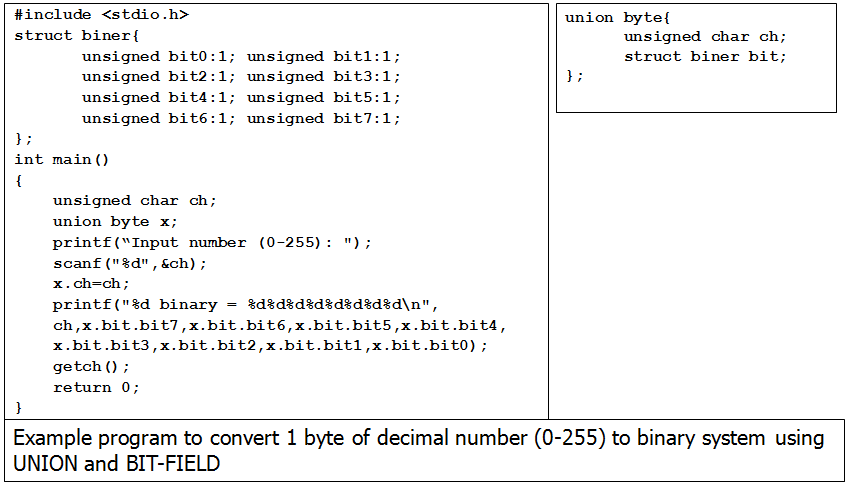 #include <stdio.h>
struct biner{
        unsigned bit0:1; unsigned bit1:1;
        unsigned bit2:1; unsigned bit3:1;
        unsigned bit4:1; unsigned bit5:1;
        unsigned bit6:1; unsigned bit7:1;
};
int main()
{
    unsigned char ch;
    union byte x;
    printf(“Input number (0-255): ");
    scanf("%d",&ch);
    x.ch=ch;
    printf("%d binary = %d%d%d%d%d%d%d%d\n",
    ch,x.bit.bit7,x.bit.bit6,x.bit.bit5,x.bit.bit4,
    x.bit.bit3,x.bit.bit2,x.bit.bit1,x.bit.bit0);
    getch();
    return 0;
}
union byte{
      unsigned char ch;
      struct biner bit;
};
Example program to convert 1 byte of decimal number (0-255) to binary system using
UNION and BIT-FIELD